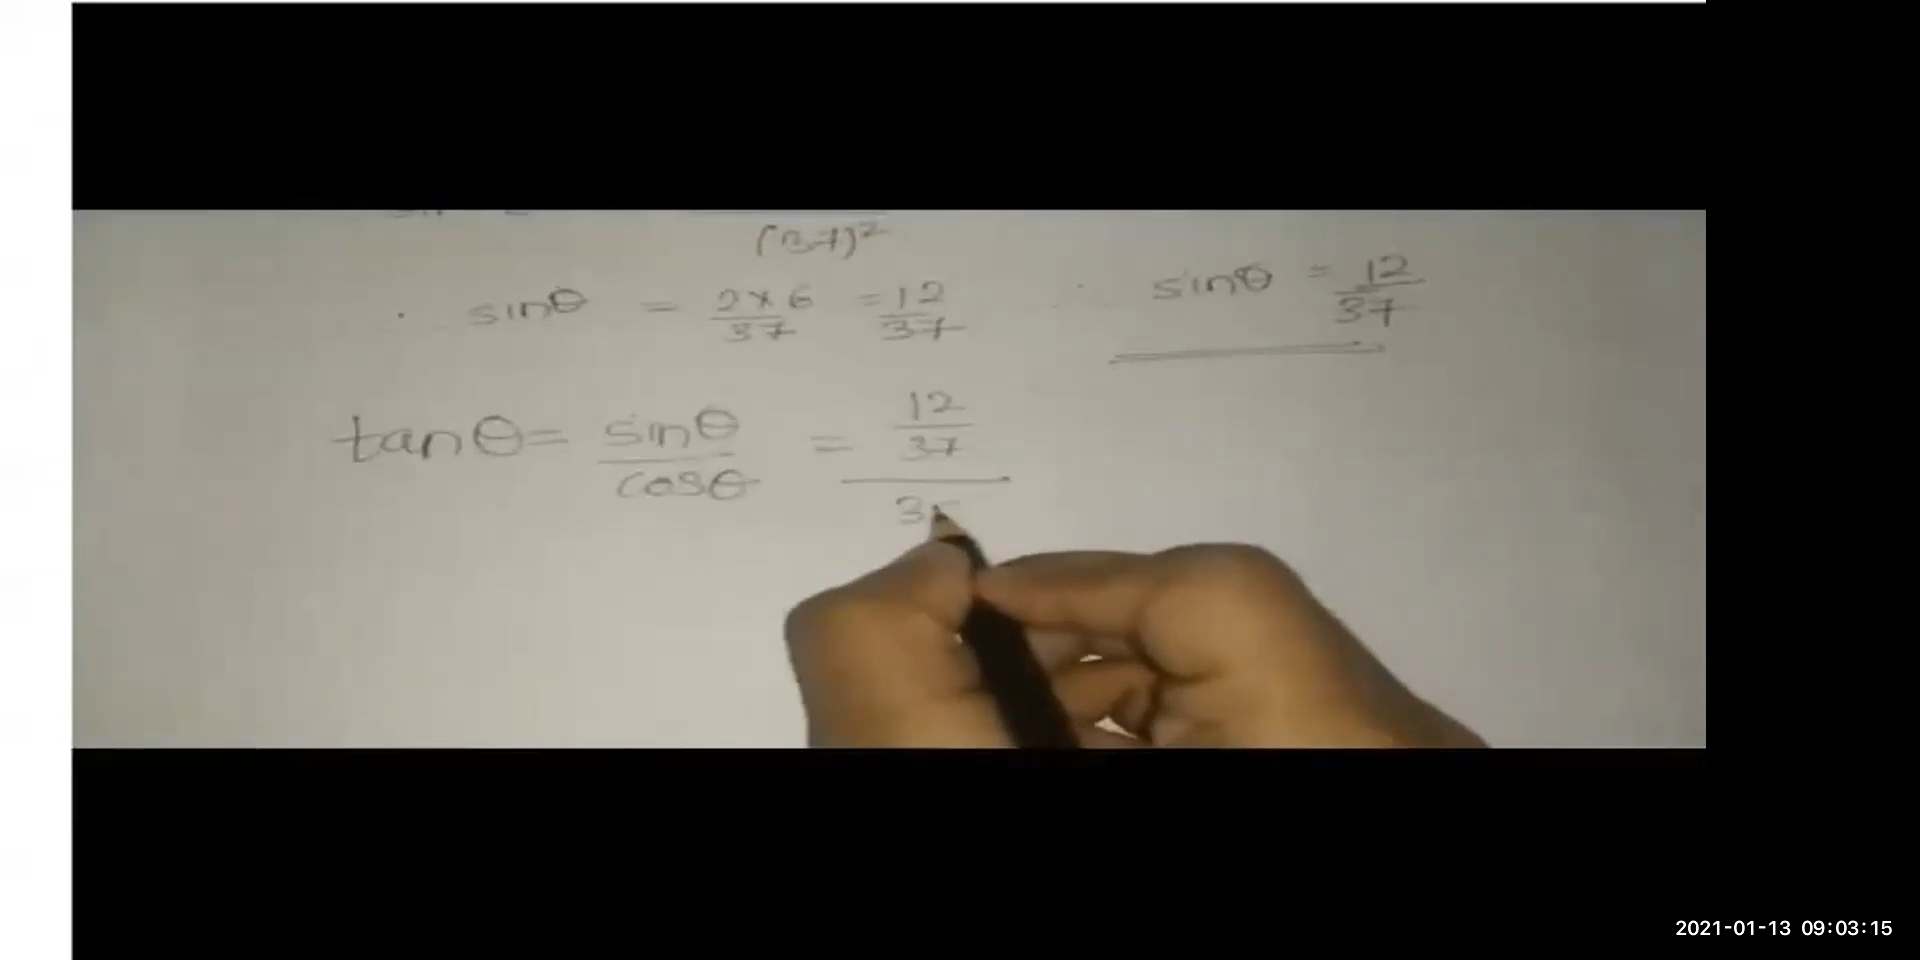 (37)²
∴ sinθ = 2×6/37 = 12/37 ∴ sinθ = 12/37
tanθ = sinθ/cosθ = 12/37 / 35
2021-01-13 09:03:15